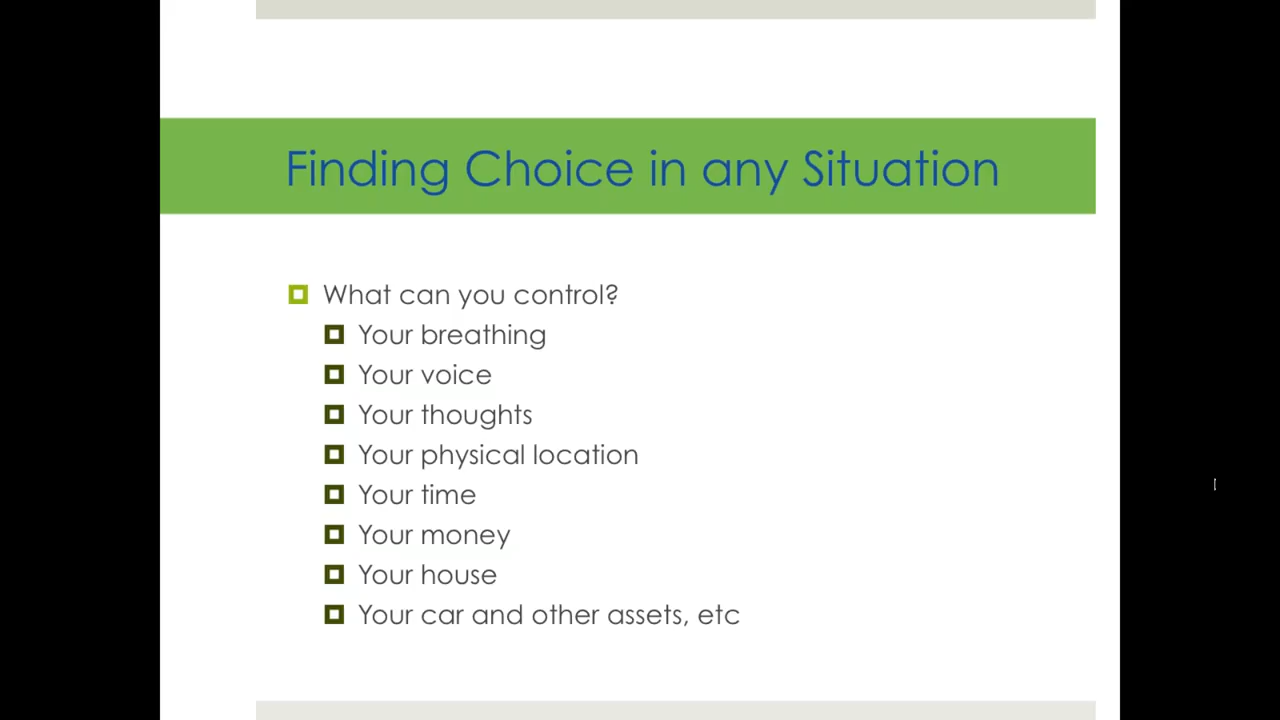 Finding Choice in any Situation
What can you control?
Your breathing
Your voice
Your thoughts
Your physical location
Your time
Your money
Your house
Your car and other assets, etc